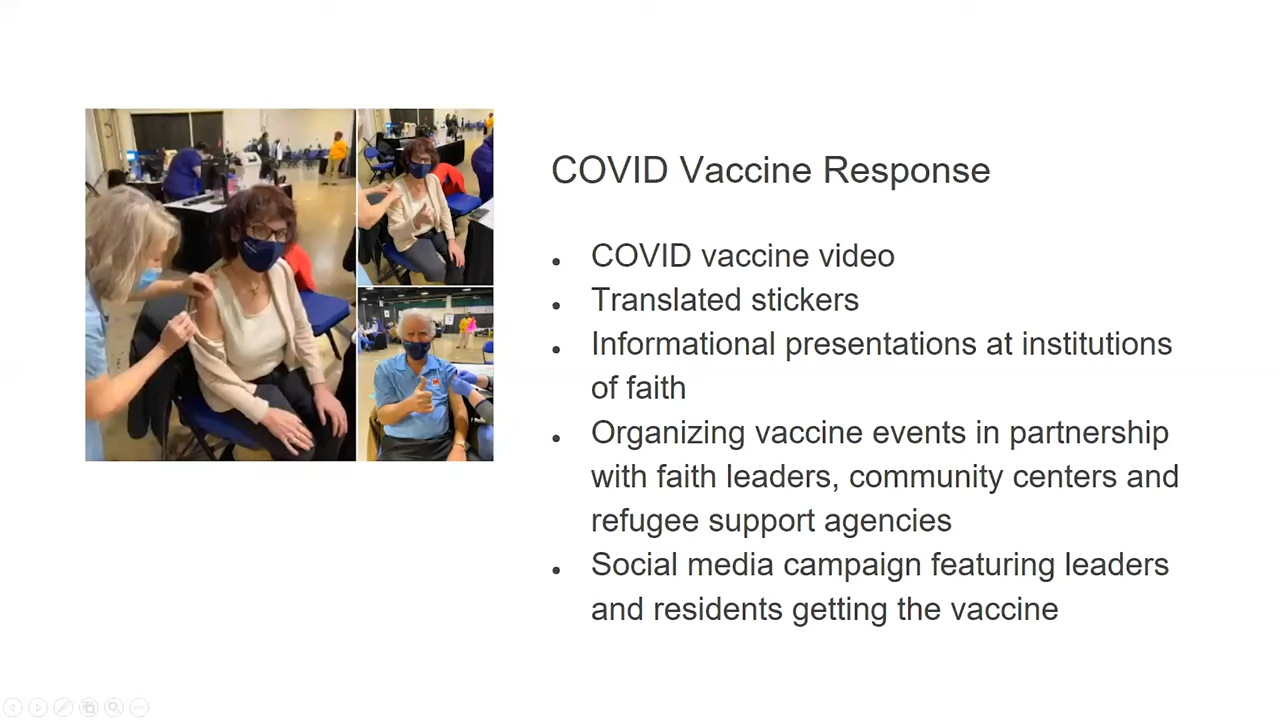 COVID Vaccine Response
• COVID vaccine video
• Translated stickers
• Informational presentations at institutions
of faith
• Organizing vaccine events in partnership
with faith leaders, community centers and
refugee support agencies
• Social media campaign featuring leaders
and residents getting the vaccine